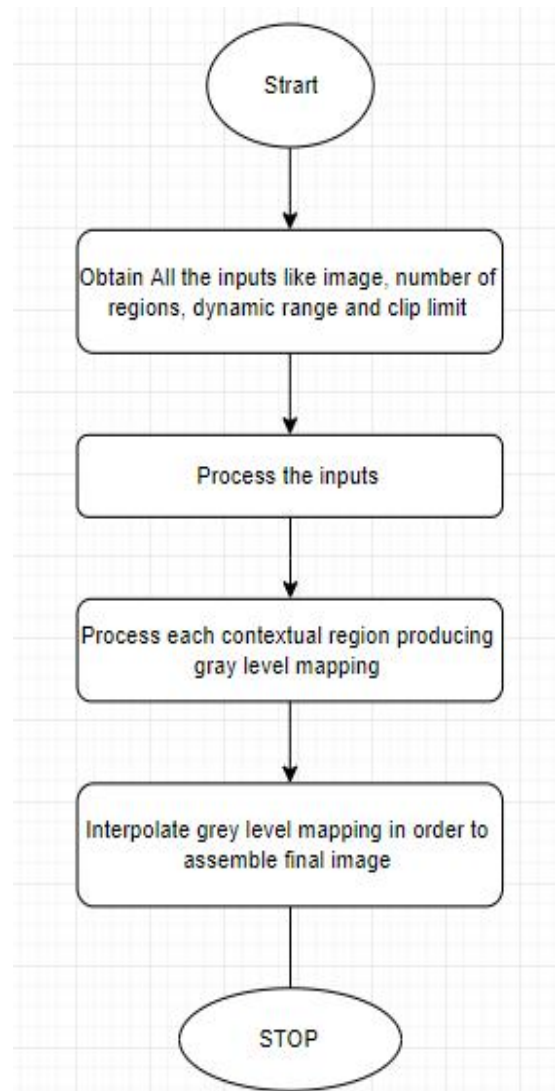 Strart
Obtain All the inputs like image, number of
regions, dynamic range and clip limit
Process the inputs
Process each contextual region producing
gray level mapping
Interpolate grey level mapping in order to
assemble final image
STOP